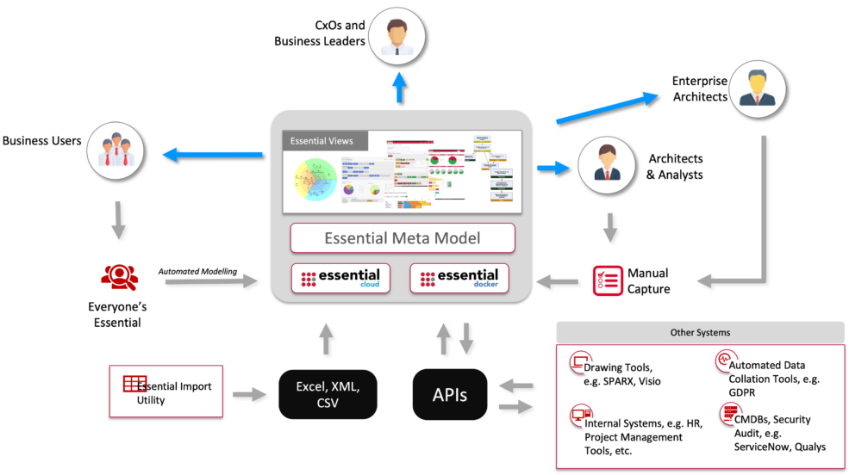 CxOs and
Business Leaders
Enterprise
Architects
Business Users
Essential Views
Architects
& Analysts
Essential Meta Model
Automated Modelling
essential
cloud
essential
docker
Manual
Capture
Everyone's
Essential
Other Systems
Essential Import
Utility
Excel, XML,
CSV
APIs
Drawing Tools,
e.g. SPARX, Visio
Automated Data
Collation Tools, e.g.
GDPR
Internal Systems, e.g. HR,
Project Management
Tools, etc.
CMDBs, Security
Audit, e.g.
ServiceNow, Qualys